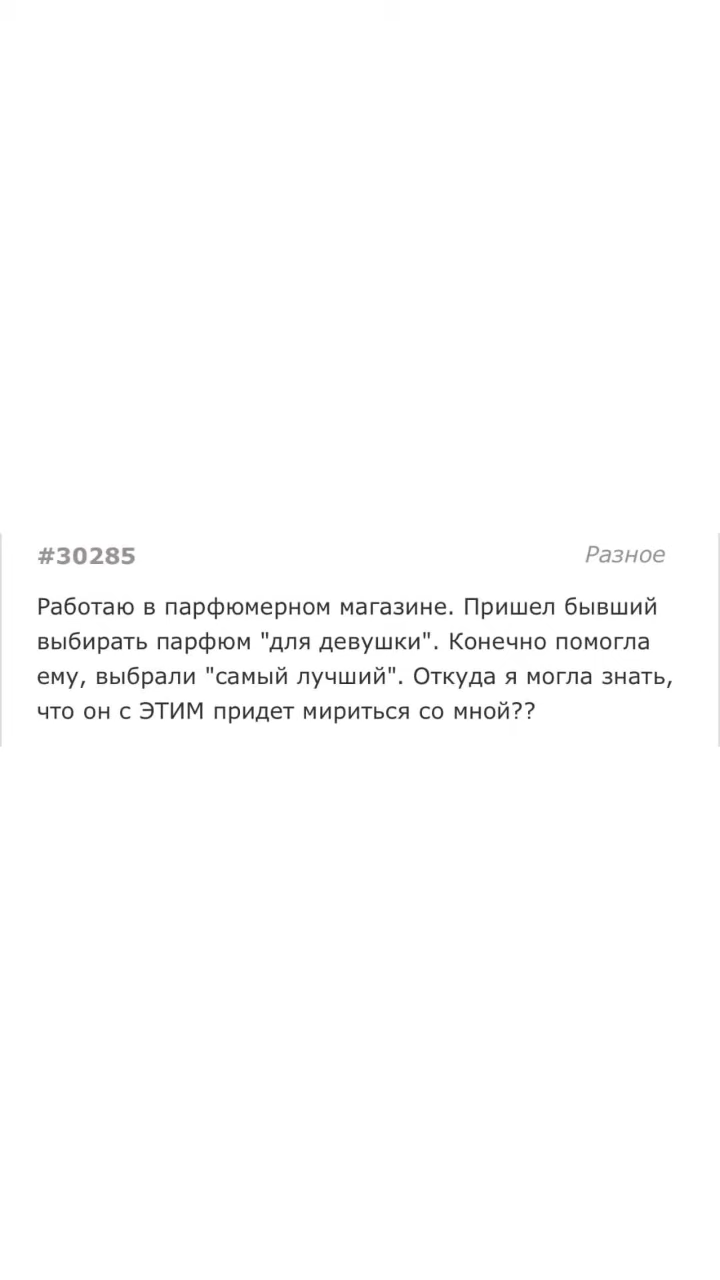 #30285
Разное
Работаю в парфюмерном магазине. Пришел бывший
выбирать парфюм "для девушки". Конечно помогла
ему, выбрали "самый лучший". Откуда я могла знать,
что он с ЭТИМ придет мириться со мной??